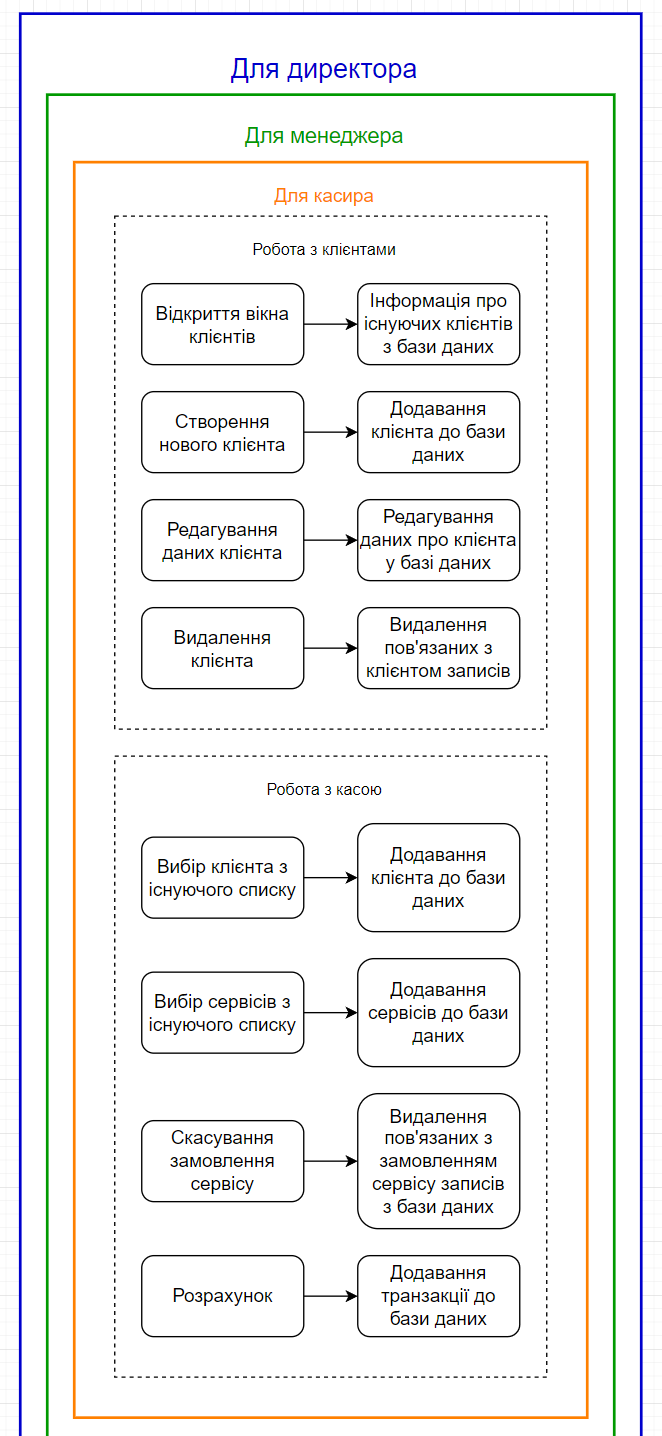 Для директора
Для менеджера
Для касира
Робота з клієнтами
Відкриття вікна
клієнтів
Інформація про
існуючих клієнтів
з бази даних
Створення
нового клієнта
Додавання
клієнта до бази
даних
Редагування
даних клієнта
Редагування
даних про клієнта
у базі даних
Видалення
клієнта
Видалення
пов'язаних з
клієнтом записів
Робота з касою
Вибір клієнта з
існуючого списку
Додавання
клієнта до бази
даних
Вибір сервісів з
існуючого списку
Додавання
сервісів до бази
даних
Скасування
замовлення
сервісу
Видалення
пов'язаних з
замовленням
сервісу записів
з бази даних
Розрахунок
Додавання
транзакції до
бази даних